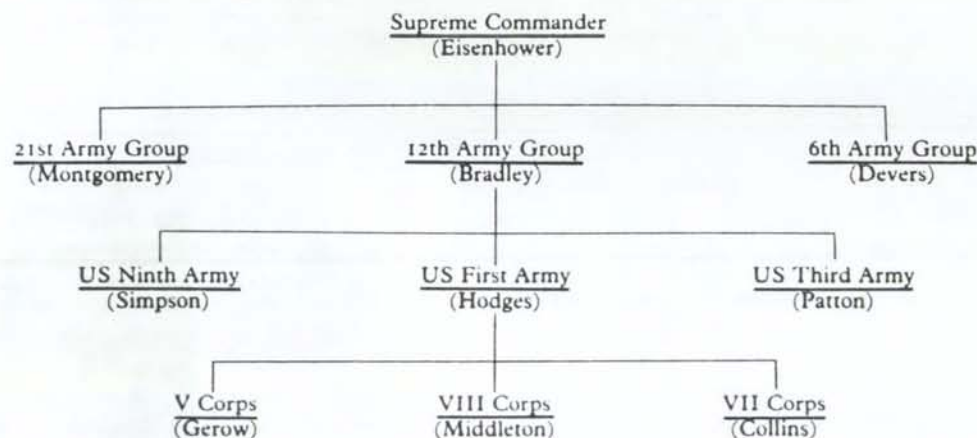 Supreme Commander
(Eisenhower)
21st Army Group
(Montgomery)
12th Army Group
(Bradley)
6th Army Group
(Devers)
US Ninth Army
(Simpson)
US First Army
(Hodges)
US Third Army
(Patton)
V Corps
(Gerow)
VIII Corps
(Middleton)
VII Corps
(Collins)